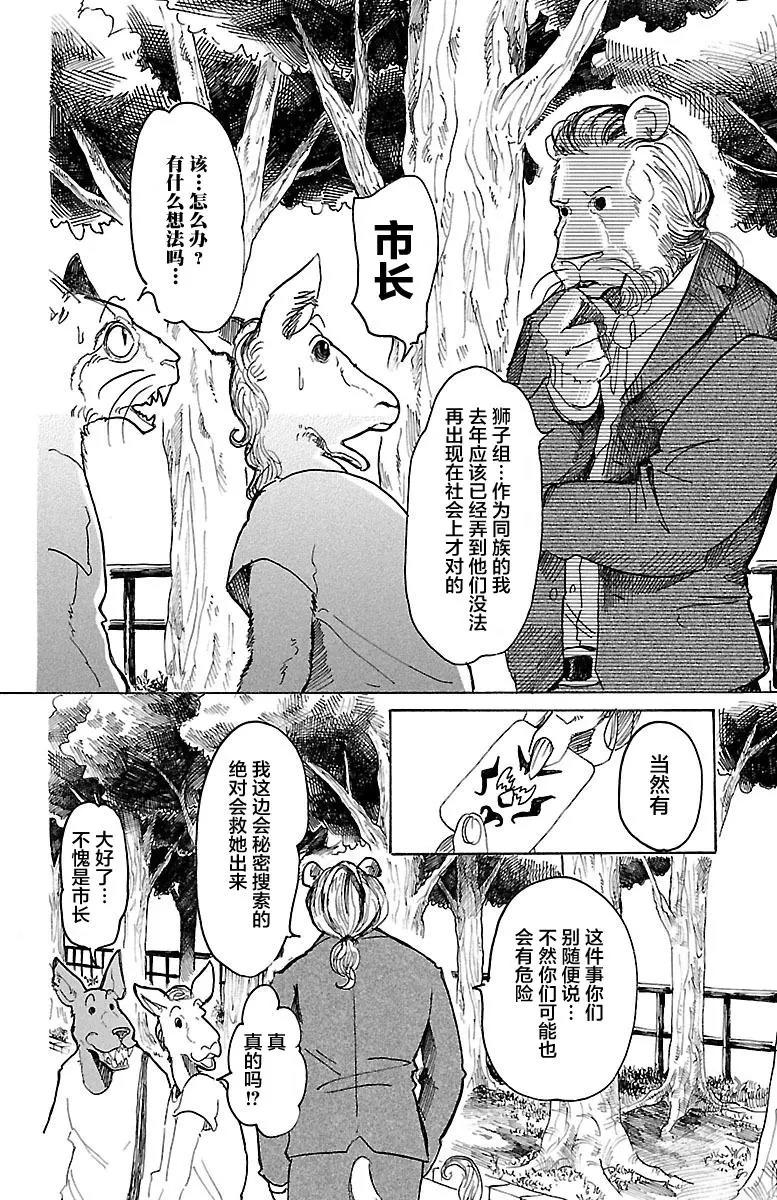 市长
该…怎么办？
有什么想法吗…
狮子组…作为同族的我
去年应该已经弄到他们没法
再出现在社会上才对的
当然有
这件事你们
别随便说…
不然你们可能也
会有危险
我这边会秘密搜索的
绝对会救她出来
真
真的吗!?
大好了…
不愧是市长